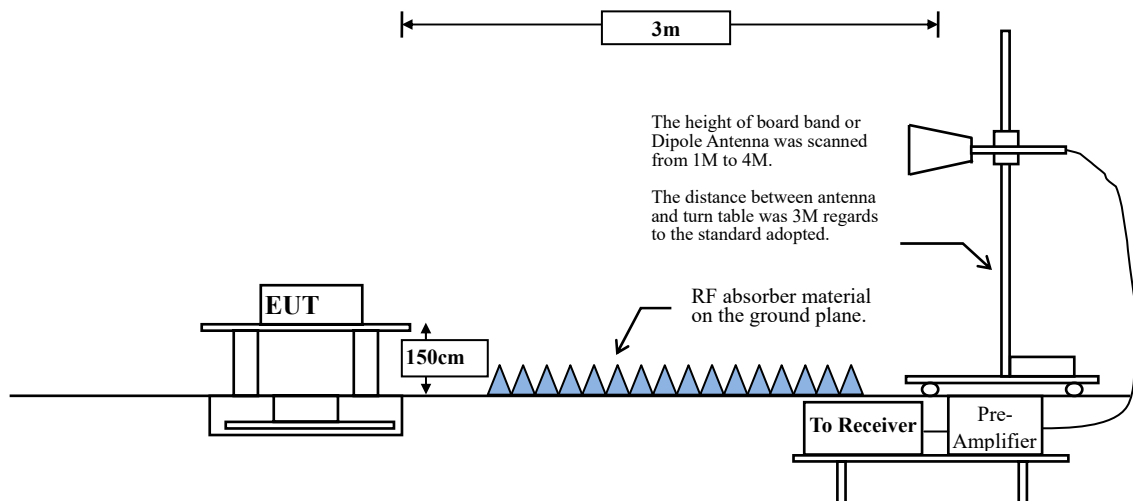 3m
The height of board band or
Dipole Antenna was scanned
from 1M to 4M.
The distance between antenna
and turn table was 3M regards
to the standard adopted.
EUT
RF absorber material
on the ground plane.
150cm
To Receiver
Pre-
Amplifier